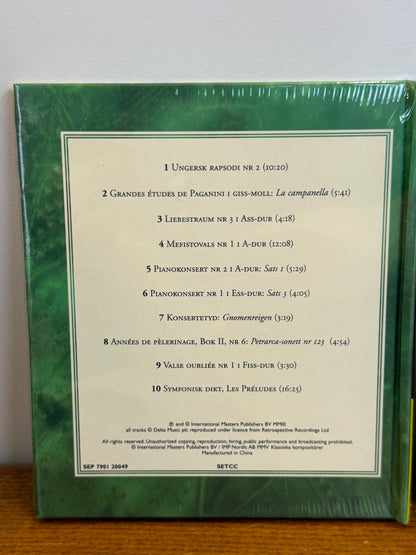 1 Ungersk rapsodi nr 2 (10:20)
2 Grandes études de Paganini i giss-moll: La campanella (5:41)
3 Liebestraum nr 3 i Ass-dur (4:18)
4 Mefistovals nr 1 i A-dur (12:08)
5 Pianokonsert nr 2 i A-dur: Sats 1 (5:29)
6 Pianokonsert nr 1 i Ess-dur: Sats 3 (4:05)
7 Konsertetyd: Gnomenreigen (3:19)
8 Années de pèlerinage, Bok II, nr 6: Petrarca-sonett nr 123 (4:54)
9 Valse oubliée nr 1 i Fiss-dur (3:30)
10 Symfonisk dikt, Les Préludes (16:25)
℗ and © International Masters Publishers BV MMIII
all tracks ℗ Delta Music plc reproduced under licence from Retrospective Recordings Ltd
All rights reserved. Unauthorized copying, reproduction, hiring, public performance and broadcasting prohibited.
© International Masters Publishers BV / IMP Nordic AB MMV Klassiska kompositörer
Manufactured in China
SEP 7901 20049 SETCC